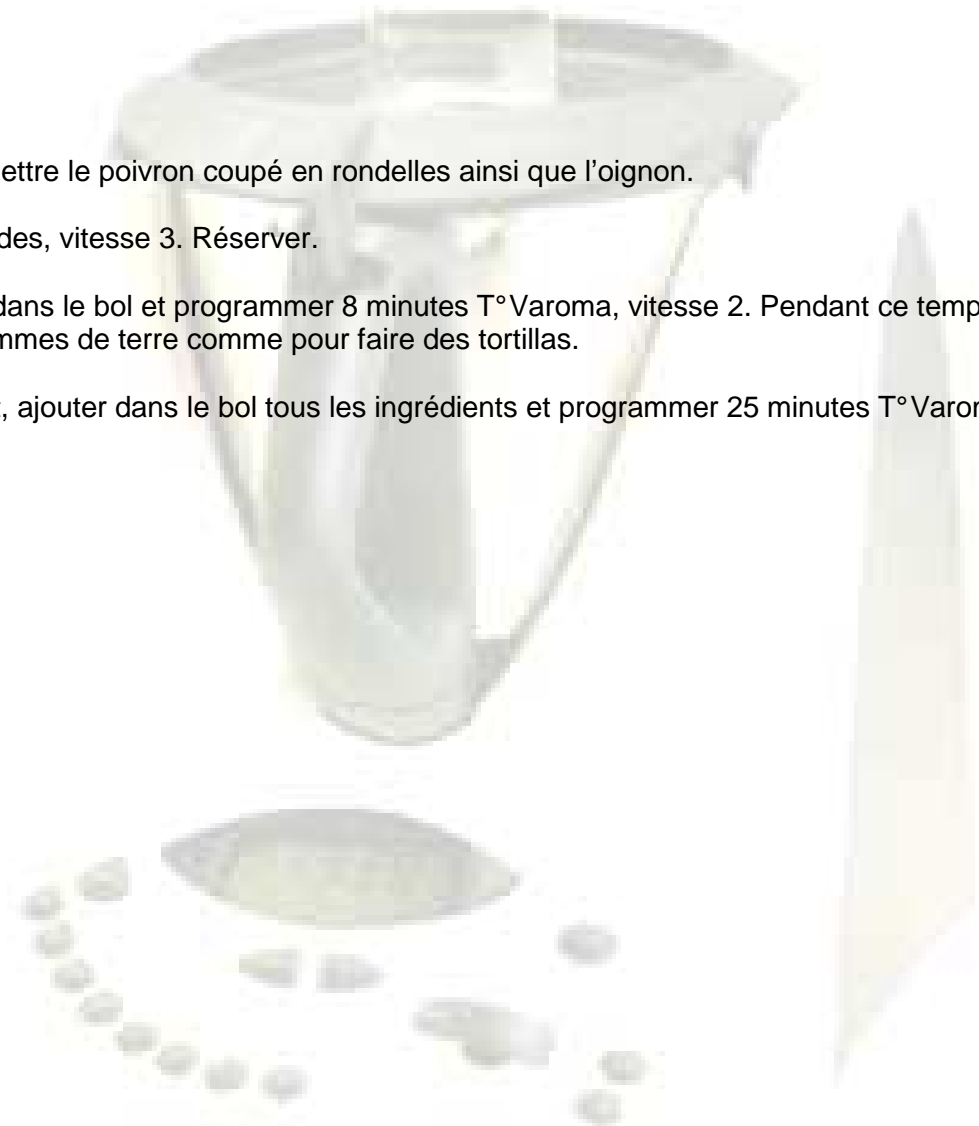 ettre le poivron coupé en rondelles ainsi que l’oignon.
des, vitesse 3. Réserver.
dans le bol et programmer 8 minutes T° Varoma, vitesse 2. Pendant ce temp
mmes de terre comme pour faire des tortillas.
, ajouter dans le bol tous les ingrédients et programmer 25 minutes T° Varo